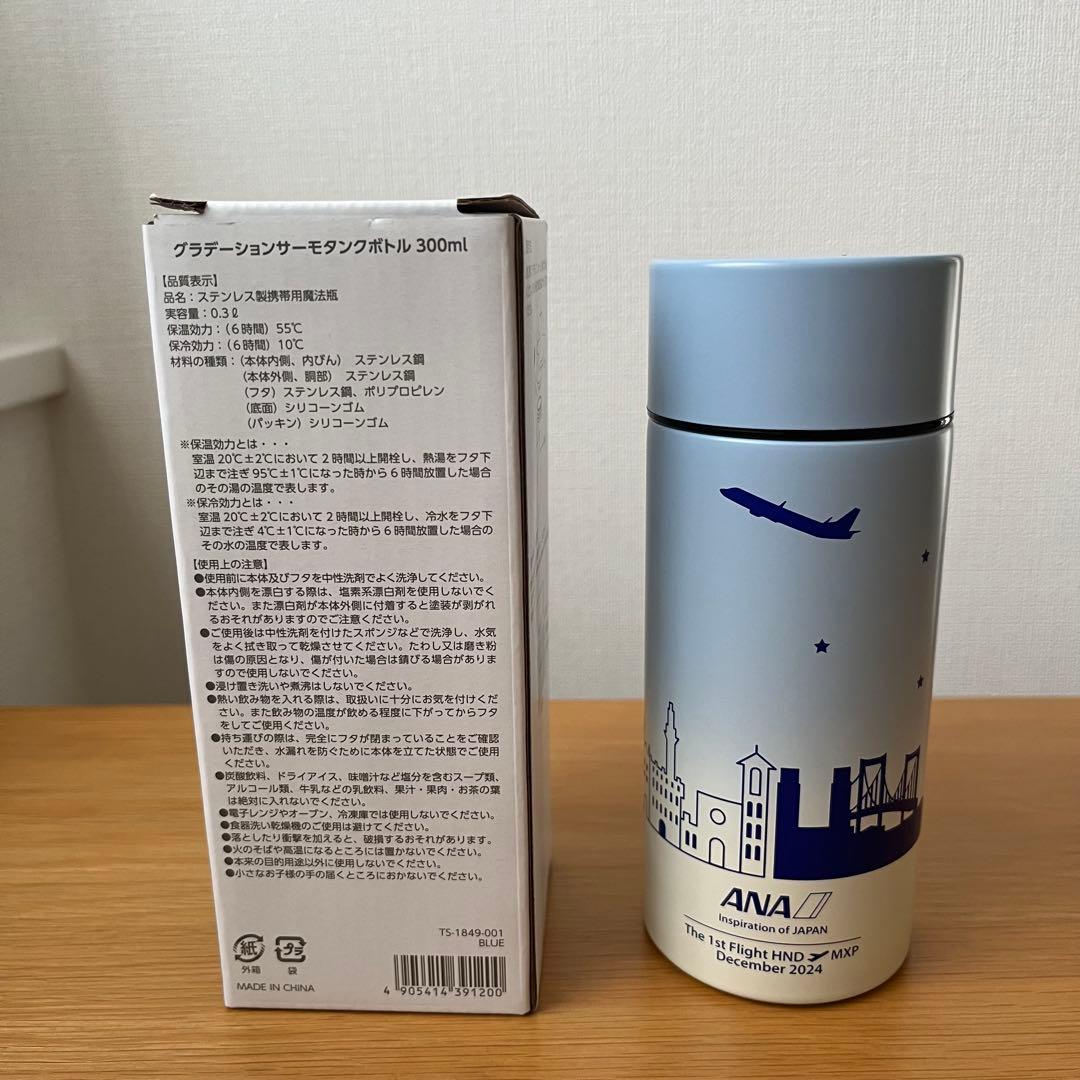 グラデーションサーモタンクボトル 300ml
【品質表示】
品名：ステンレス製携帯用魔法瓶
実容量：0.3ℓ
保温効力：（6時間）55℃
保冷効力：（6時間）10℃
材料の種類：（本体内側、内びん） ステンレス鋼
（本体外側、胴部） ステンレス鋼
（フタ）ステンレス鋼、ポリプロピレン
（底面）シリコーンゴム
（パッキン）シリコーンゴム
※保温効力とは・・・
室温 20℃±2℃において 2 時間以上開栓し、熱湯をフタ下
辺まで注ぎ 95℃±1℃になった時から 6 時間放置した場合
のその湯の温度で表します。
※保冷効力とは・・・
室温 20℃±2℃において 2 時間以上開栓し、冷水をフタ下
辺まで注ぎ 4℃±1℃になった時から 6 時間放置した場合の
その水の温度で表します。
【使用上の注意】
●使用前に本体及びフタを中性洗剤でよく洗浄してください。
●本体内側を漂白する際は、塩素系漂白剤を使用しないでく
ださい。また漂白剤が本体外側に付着すると塗装が剥がれ
るおそれがありますのでご注意ください。
●ご使用後は中性洗剤を付けたスポンジなどで洗浄し、水気
をよく拭き取って乾燥させてください。たわし又は磨き粉
は傷の原因となり、傷が付いた場合は錆びる場合がありま
すので使用しないでください。
●浸け置き洗いや煮沸はしないでください。
●熱い飲み物を入れる際は、取扱いに十分にお気を付けくだ
さい。また飲み物の温度が飲める程度に下がってからフタ
をしてご使用ください。
●持ち運びの際は、完全にフタが閉まっていることをご確認
いただき、水漏れを防ぐために本体を立てた状態でご使用
ください。
●炭酸飲料、ドライアイス、味噌汁など塩分を含むスープ類、
アルコール類、牛乳などの乳飲料、果汁・果肉・お茶の葉
は絶対に入れないでください。
●電子レンジやオーブン、冷凍庫では使用しないでください。
●食器洗い乾燥機のご使用は避けてください。
●落としたり衝撃を加えると、破損するおそれがあります。
●火のそばや高温になるところには置かないでください。
●本来の目的用途以外に使用しないでください。
●小さなお子様の手の届くところにおかないでください。
TS-1849-001
BLUE
紙 プラ
外箱 袋
MADE IN CHINA
4 905414 391200
ANA
Inspiration of JAPAN
The 1st Flight HND MXP
December 2024